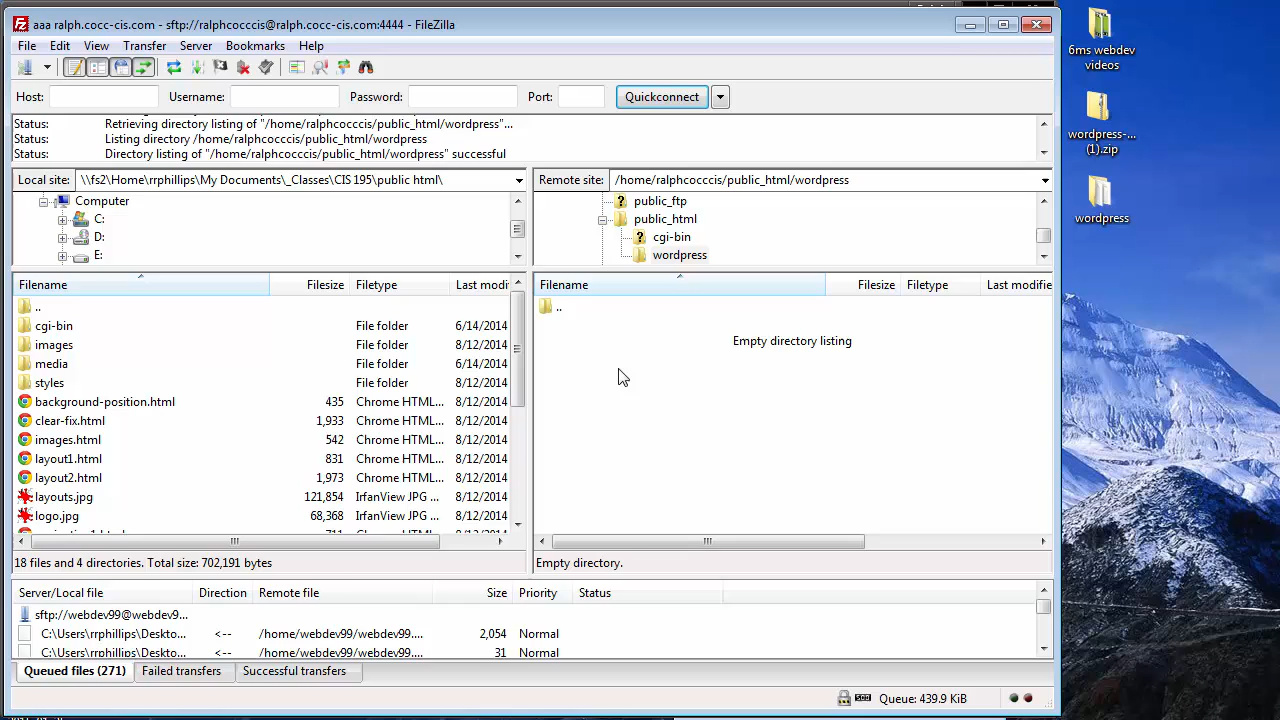 aaa ralph.cocc-cis.com - sftp://ralphcocccis@ralph.cocc-cis.com:4444 - FileZilla
File Edit View Transfer Server Bookmarks Help
Host: Username: Password: Port: Quickconnect
Status: Retrieving directory listing of "/home/ralphcocccis/public_html/wordpress"...
Status: Listing directory /home/ralphcocccis/public_html/wordpress
Status: Directory listing of "/home/ralphcocccis/public_html/wordpress" successful
Local site: \\fs2\Home\rrphillips\My Documents\_Classes\CIS 195\public html\
Computer
C:
D:
E:
Remote site: /home/ralphcocccis/public_html/wordpress
public_ftp
public_html
cgi-bin
wordpress
Filename Filesize Filetype Last modi
..
cgi-bin File folder 6/14/2014
images File folder 8/12/2014
media File folder 6/14/2014
styles File folder 8/12/2014
background-position.html 435 Chrome HTML... 8/12/2014
clear-fix.html 1,933 Chrome HTML... 8/12/2014
images.html 542 Chrome HTML... 8/12/2014
layout1.html 831 Chrome HTML... 8/12/2014
layout2.html 1,973 Chrome HTML... 8/12/2014
layouts.jpg 121,854 IrfanView JPG ... 8/12/2014
logo.jpg 68,368 IrfanView JPG ... 8/12/2014
18 files and 4 directories. Total size: 702,191 bytes
Filename Filesize Filetype Last modifie
..
Empty directory listing
Empty directory.
Server/Local file Direction Remote file Size Priority Status
sftp://webdev99@webdev9...
C:\Users\rrphillips\Deskto... <-- /home/webdev99/webdev99.... 2,054 Normal
C:\Users\rrphillips\Deskto... <-- /home/webdev99/webdev99.... 31 Normal
Queued files (271) Failed transfers Successful transfers
Queue: 439.9 KiB
6ms webdev
videos
wordpress-...
(1).zip
wordpress